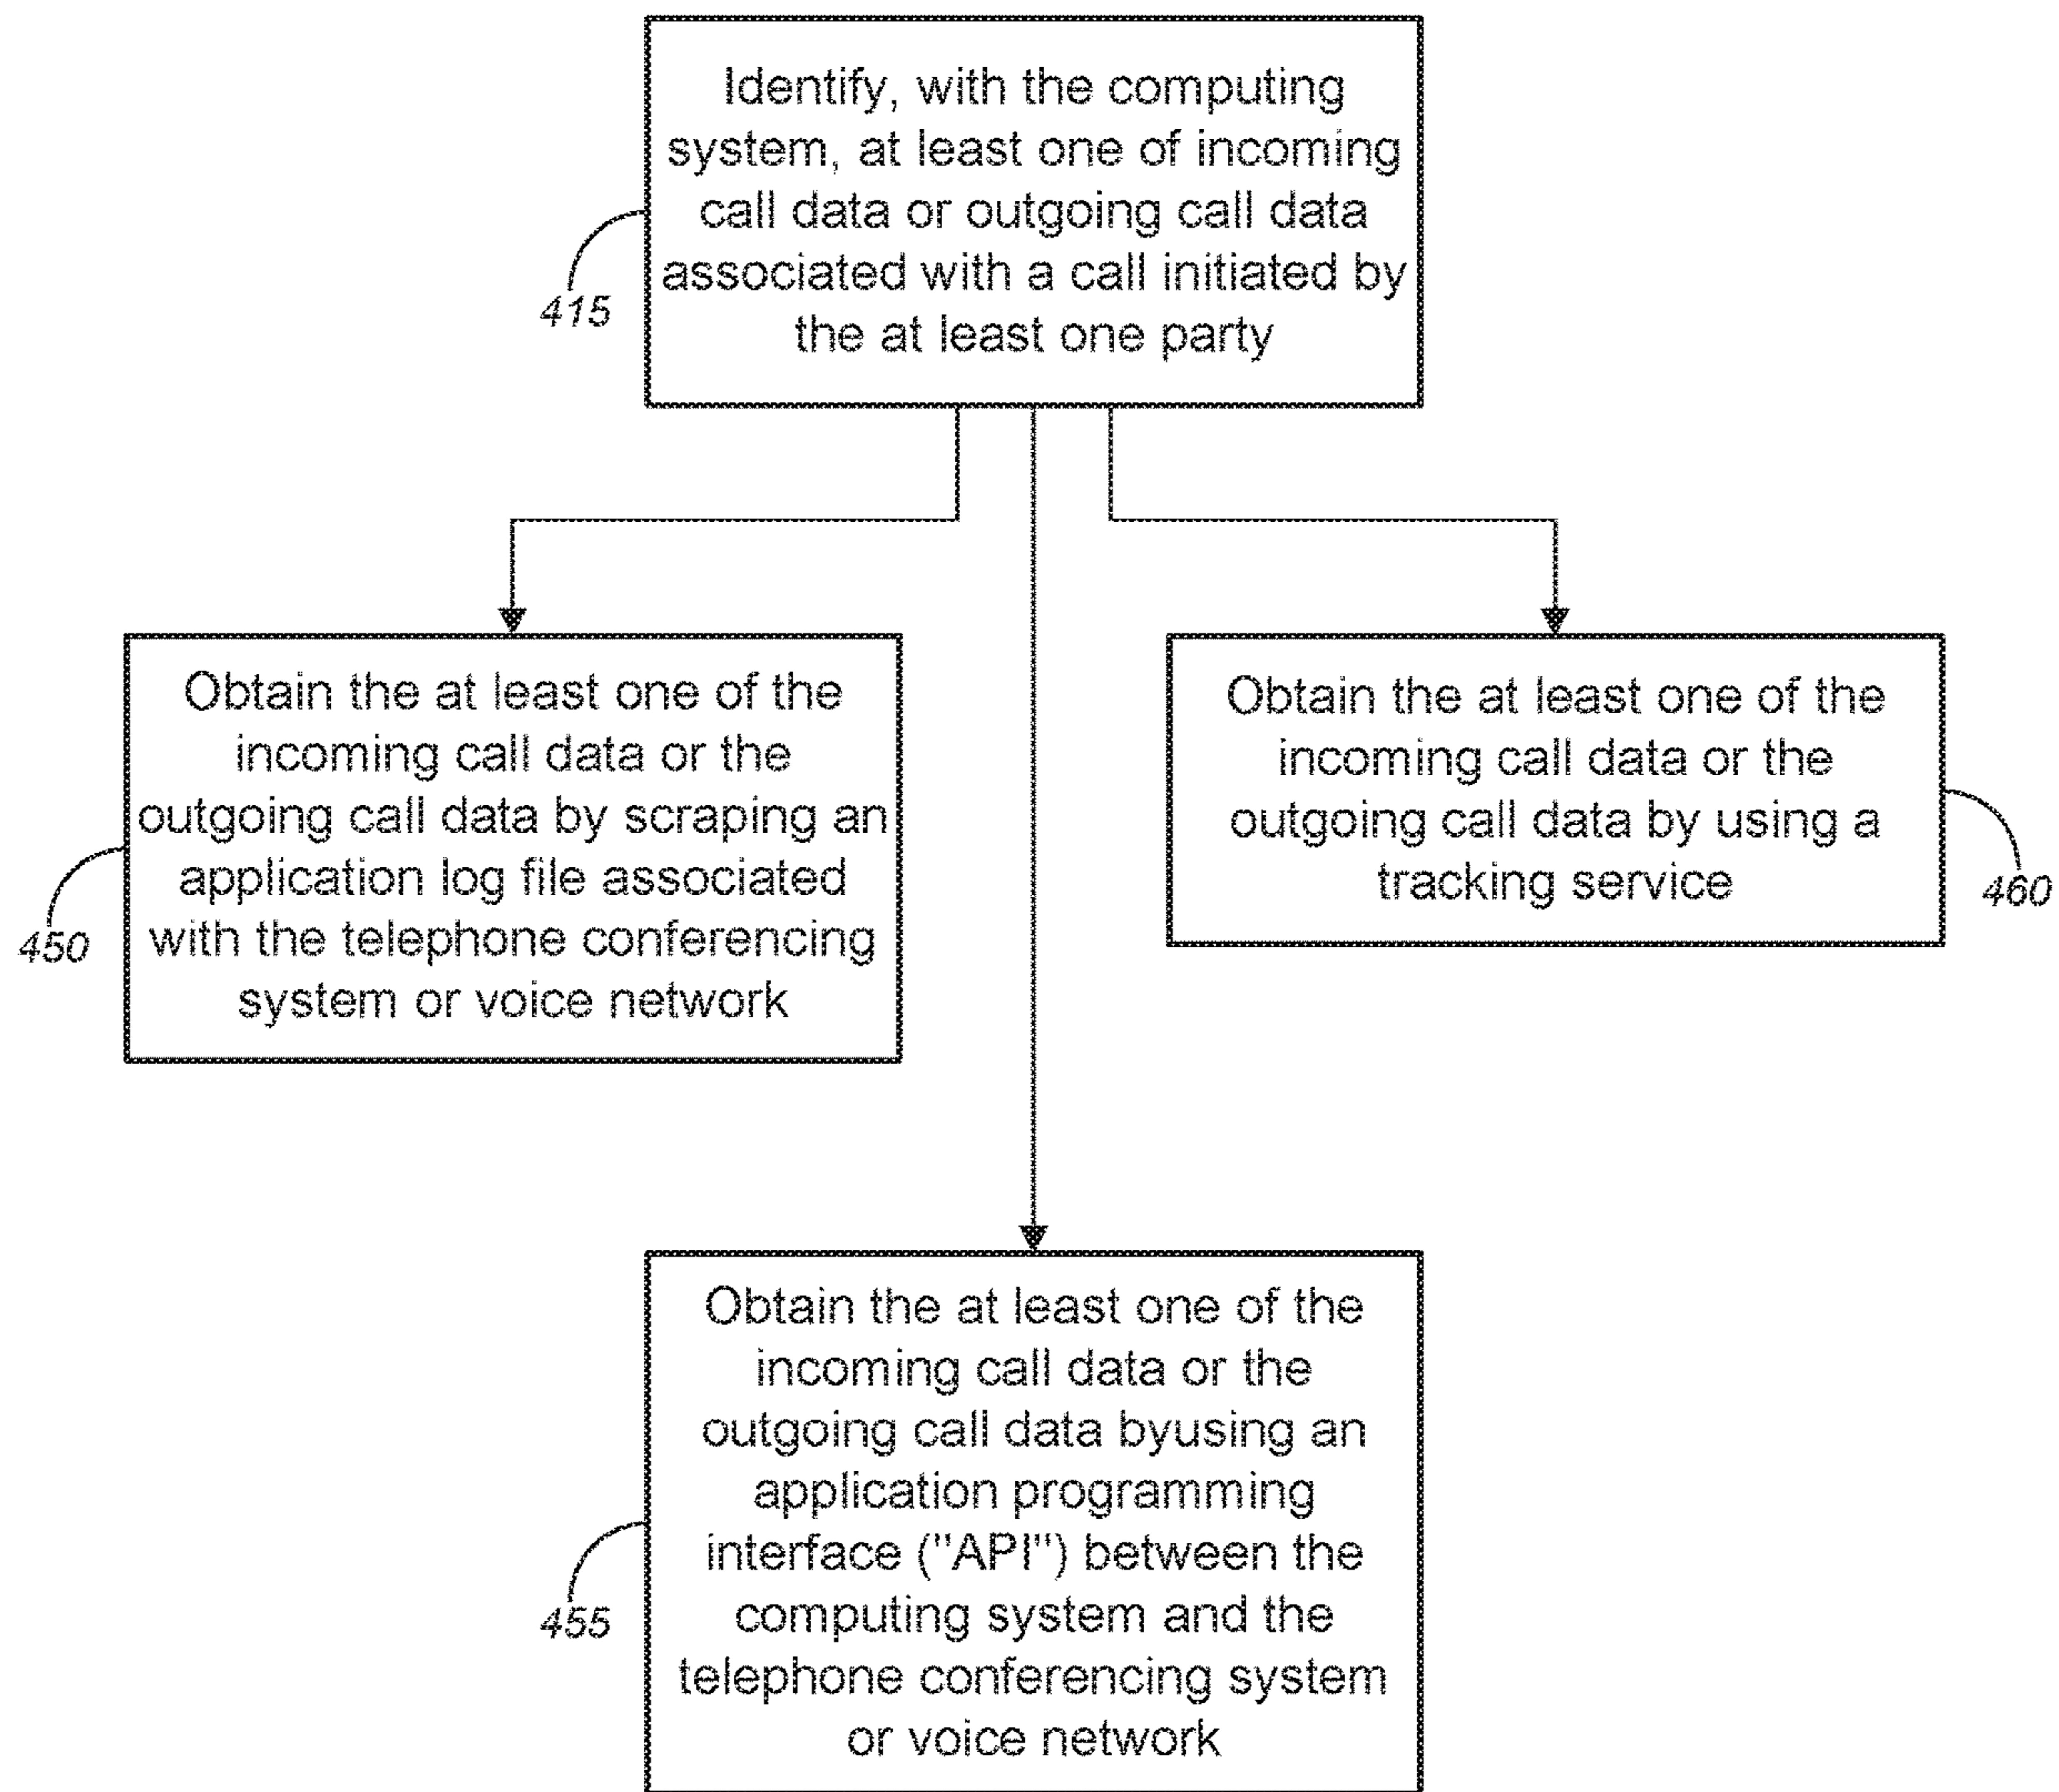 Identify, with the computing
system, at least one of incoming
call data or outgoing call data
associated with a call initiated by
the at least one party
415
Obtain the at least one of the
incoming call data or the
outgoing call data by scraping an
application log file associated
with the telephone conferencing
system or voice network
450
Obtain the at least one of the
incoming call data or the
outgoing call data by using a
tracking service
460
Obtain the at least one of the
incoming call data or the
outgoing call data byusing an
application programming
interface ("API") between the
computing system and the
telephone conferencing system
or voice network
455